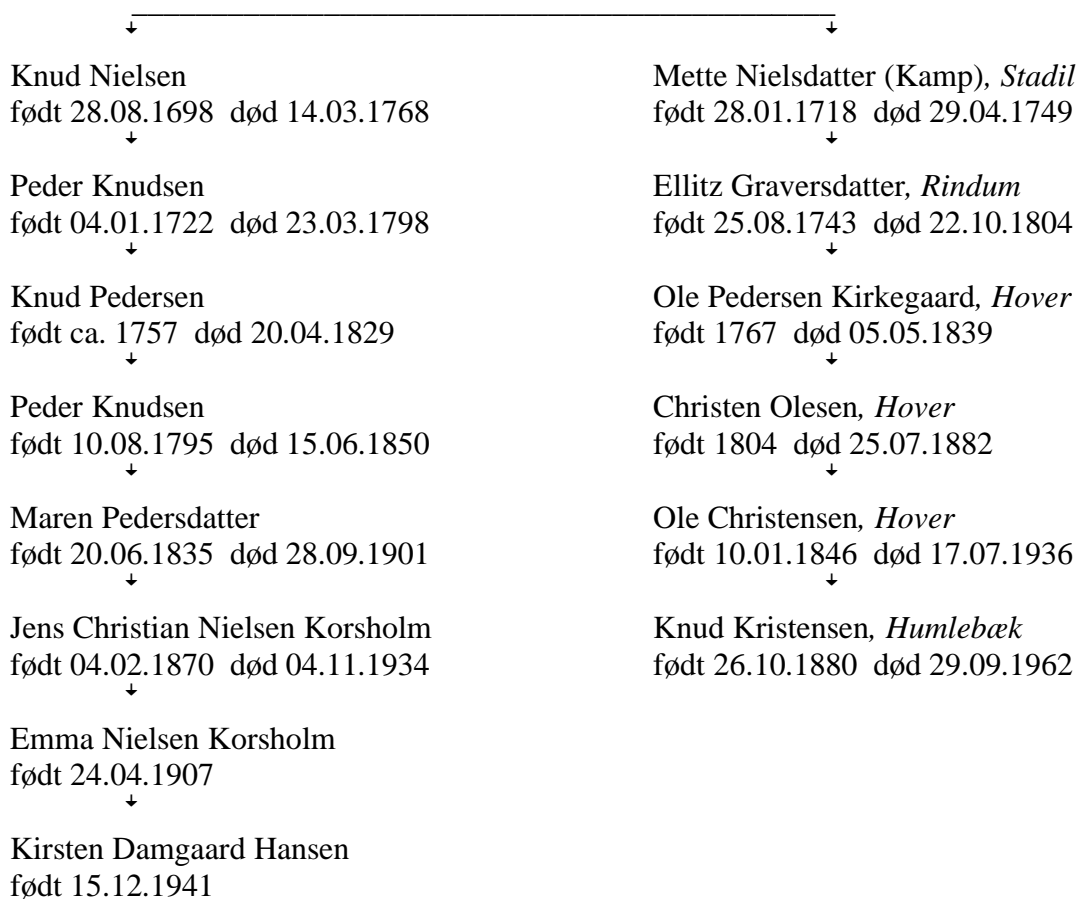 Knud Nielsen
født 28.08.1698 død 14.03.1768
Peder Knudsen
født 04.01.1722 død 23.03.1798
Knud Pedersen
født ca. 1757 død 20.04.1829
Peder Knudsen
født 10.08.1795 død 15.06.1850
Maren Pedersdatter
født 20.06.1835 død 28.09.1901
Jens Christian Nielsen Korsholm
født 04.02.1870 død 04.11.1934
Emma Nielsen Korsholm
født 24.04.1907
Kirsten Damgaard Hansen
født 15.12.1941
Mette Nielsdatter (Kamp), Stadil
født 28.01.1718 død 29.04.1749
Ellitz Graversdatter, Rindum
født 25.08.1743 død 22.10.1804
Ole Pedersen Kirkegaard, Hover
født 1767 død 05.05.1839
Christen Olesen, Hover
født 1804 død 25.07.1882
Ole Christensen, Hover
født 10.01.1846 død 17.07.1936
Knud Kristensen, Humlebæk
født 26.10.1880 død 29.09.1962